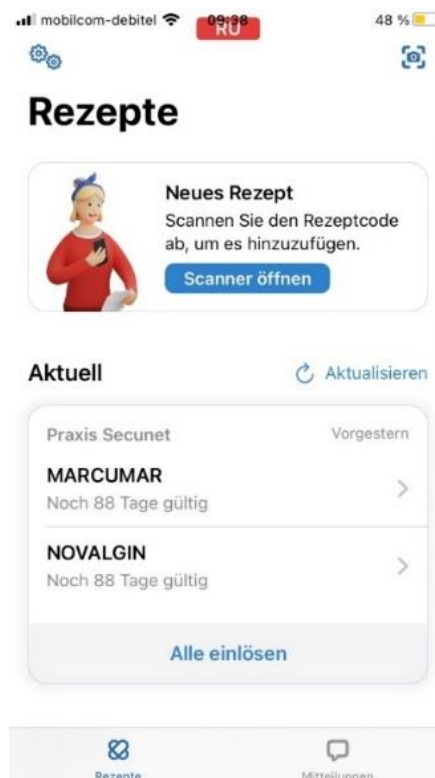 mobilcom-debitel 09:38 48 %
RU
Rezepte
Neues Rezept
Scannen Sie den Rezeptcode
ab, um es hinzuzufügen.
Scanner öffnen
Aktuell Aktualisieren
Praxis Secunet Vorgestern
MARCUMAR
Noch 88 Tage gültig
NOVALGIN
Noch 88 Tage gültig
Alle einlösen
Rezepte Mitteilungen